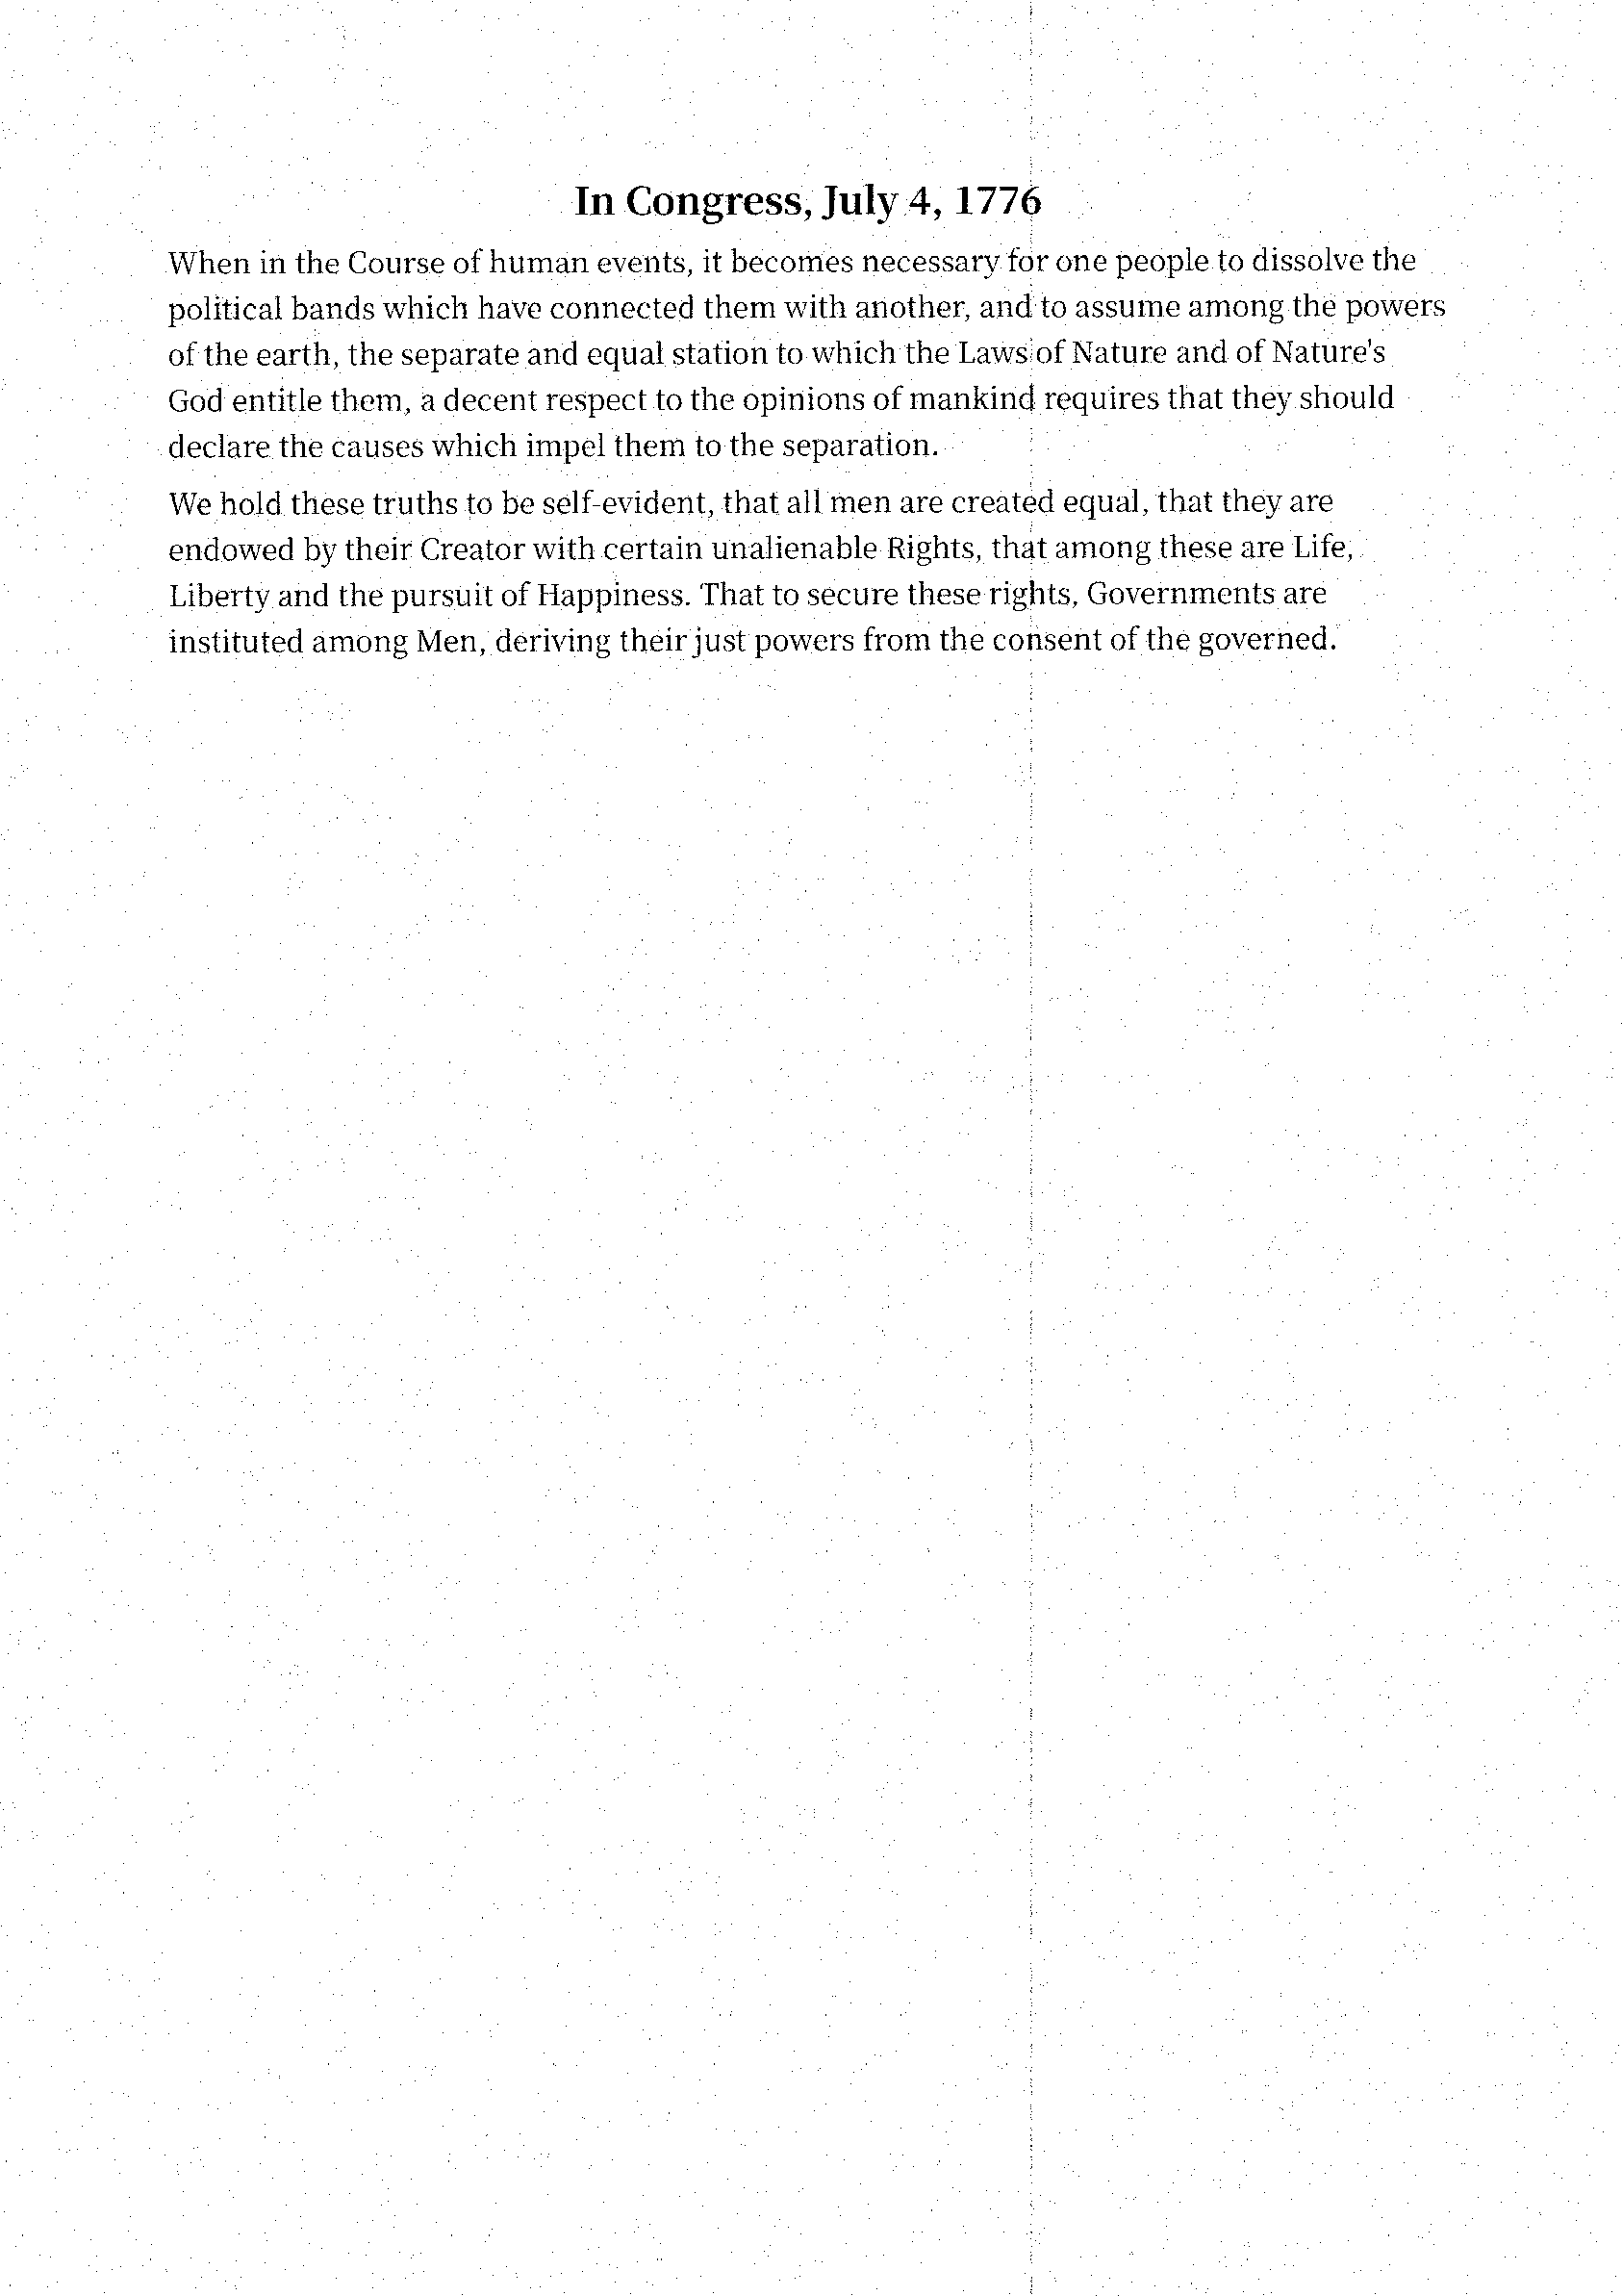 In Congress, July 4, 1776
When in the Course of human events, it becomes necessary for one people to dissolve the
political bands which have connected them with another, and to assume among the powers
of the earth, the separate and equal station to which the Laws of Nature and of Nature's
God entitle them, a decent respect to the opinions of mankind requires that they should
declare the causes which impel them to the separation.
We hold these truths to be self-evident, that all men are created equal, that they are
endowed by their Creator with certain unalienable Rights, that among these are Life,
Liberty and the pursuit of Happiness. That to secure these rights, Governments are
instituted among Men, deriving their just powers from the consent of the governed.